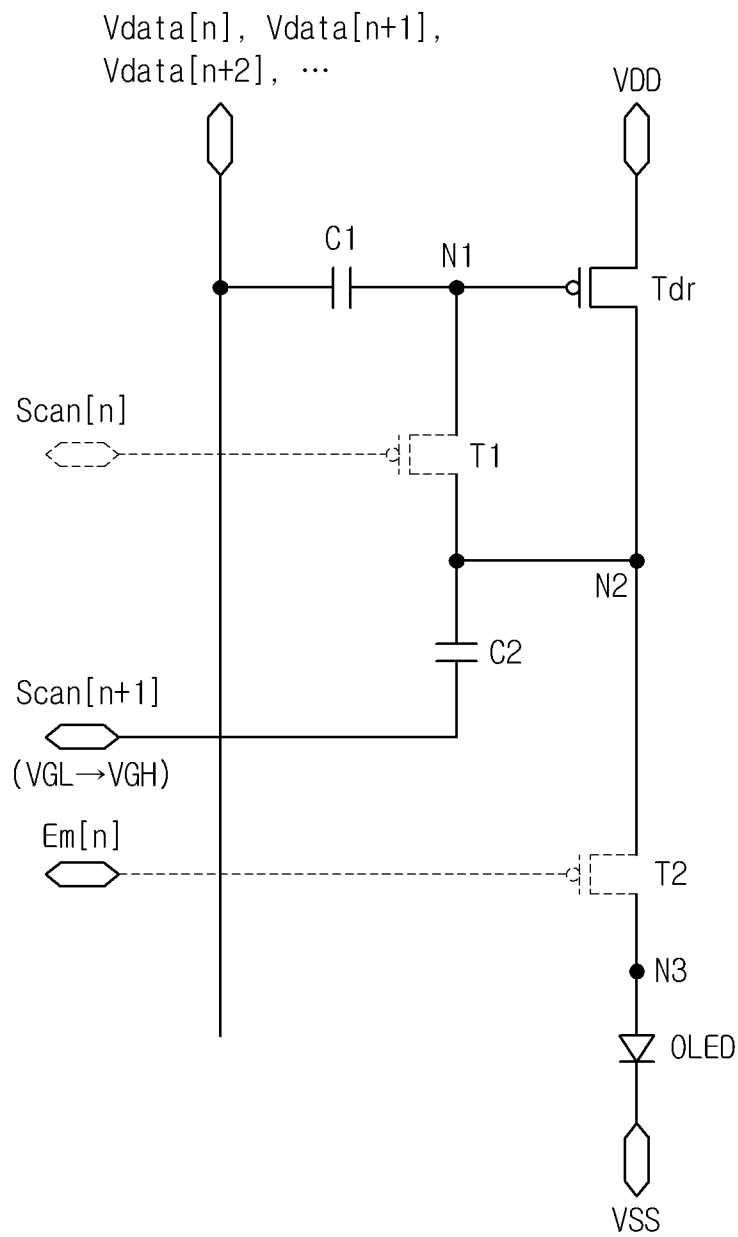 Vdata[n], Vdata[n+1],
Vdata[n+2], ⋯
VDD
C1
N1
Tdr
Scan[n]
T1
N2
C2
Scan[n+1]
(VGL→VGH)
Em[n]
T2
N3
OLED
VSS